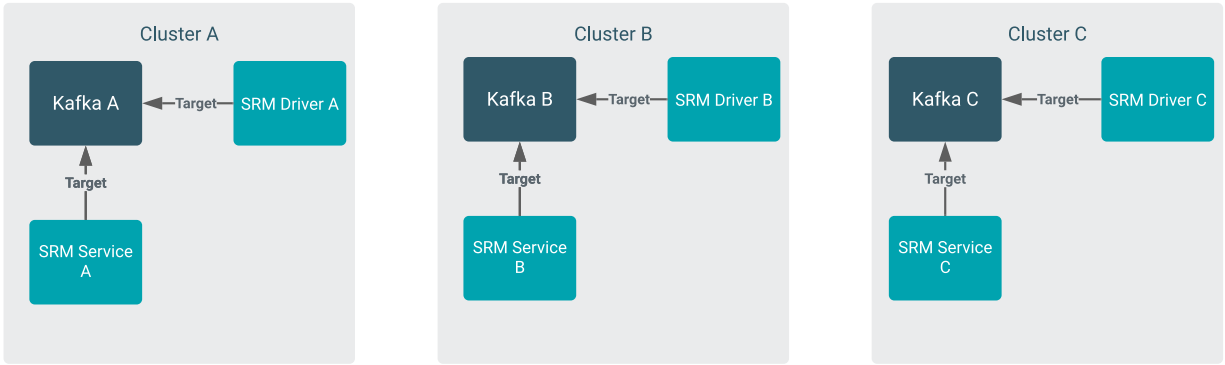 Cluster A
Kafka A
Target
SRM Driver A
Target
SRM Service
A
Cluster B
Kafka B
Target
SRM Driver B
Target
SRM Service
B
Cluster C
Kafka C
Target
SRM Driver C
Target
SRM Service
C